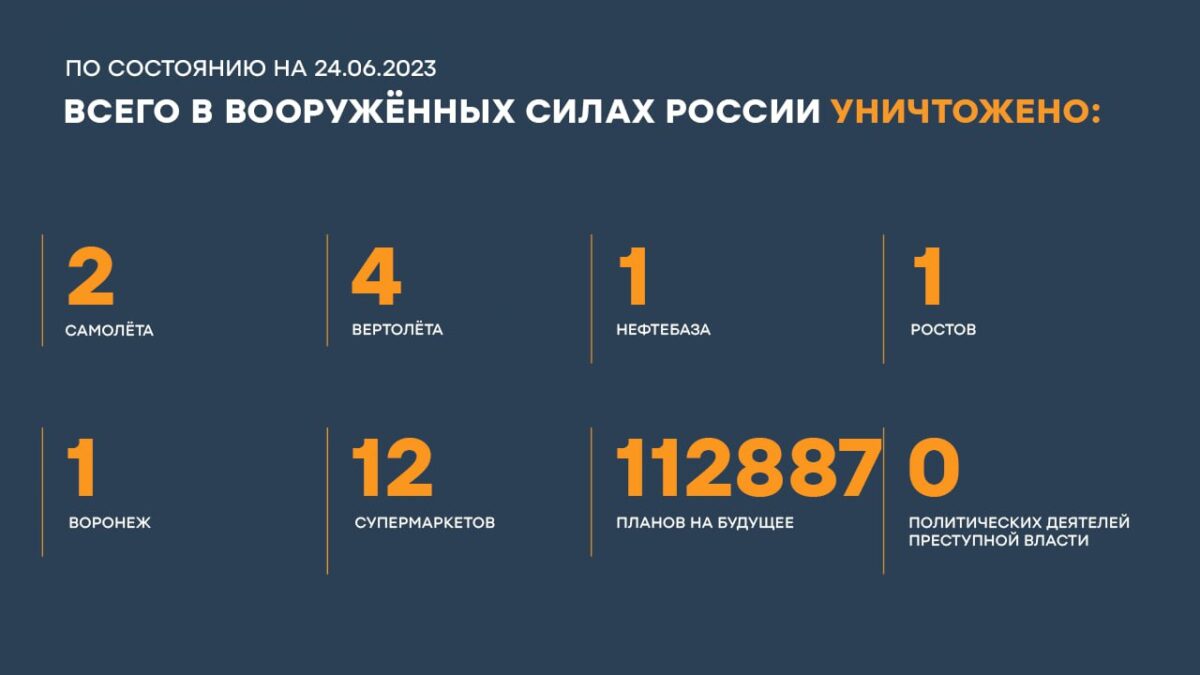 ПО СОСТОЯНИЮ НА 24.06.2023
ВСЕГО В ВООРУЖЁННЫХ СИЛАХ РОССИИ УНИЧТОЖЕНО:
2
САМОЛЁТА
4
ВЕРТОЛЁТА
1
НЕФТЕБАЗА
1
РОСТОВ
1
ВОРОНЕЖ
12
СУПЕРМАРКЕТОВ
112887
ПЛАНОВ НА БУДУЩЕЕ
0
ПОЛИТИЧЕСКИХ ДЕЯТЕЛЕЙ
ПРЕСТУПНОЙ ВЛАСТИ